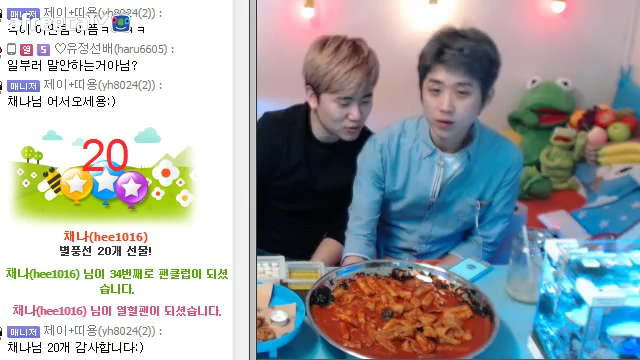 매니저 제이+띠용(yh8024(2)) :
열 5 ♡유정선배(haru6605) :
일부러 말안하는거아님?
매니저 제이+띠용(yh8024(2)) :
채나님 어서오세용:)
20
채나(hee1016)
별풍선 20개 선물!
채나(hee1016) 님이 34번째로 팬클럽이 되셨
습니다.
채나(hee1016) 님이 열혈팬이 되셨습니다.
매니저 제이+띠용(yh8024(2)) :
채나님 20개 감사합니다:)